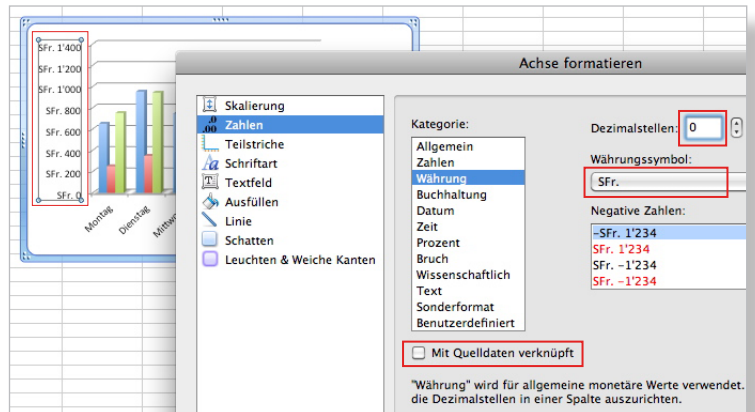 SFr. 1'400
SFr. 1'200
SFr. 1'000
SFr. 800
SFr. 600
SFr. 400
SFr. 200
SFr. 0
Montag
Dienstag
Achse formatieren
Skalierung
Zahlen
Teilstriche
Schriftart
Textfeld
Ausfüllen
Linie
Schatten
Leuchten & Weiche Kanten
Kategorie:
Allgemein
Zahlen
Währung
Buchhaltung
Datum
Zeit
Prozent
Bruch
Wissenschaftlich
Text
Sonderformat
Benutzerdefiniert
Dezimalstellen: 0
Währungssymbol:
SFr.
Negative Zahlen:
-SFr. 1'234
SFr. 1'234
SFr. -1'234
SFr. -1'234
Mit Quelldaten verknüpft
"Währung" wird für allgemeine monetäre Werte verwendet.
die Dezimalstellen in einer Spalte auszurichten.